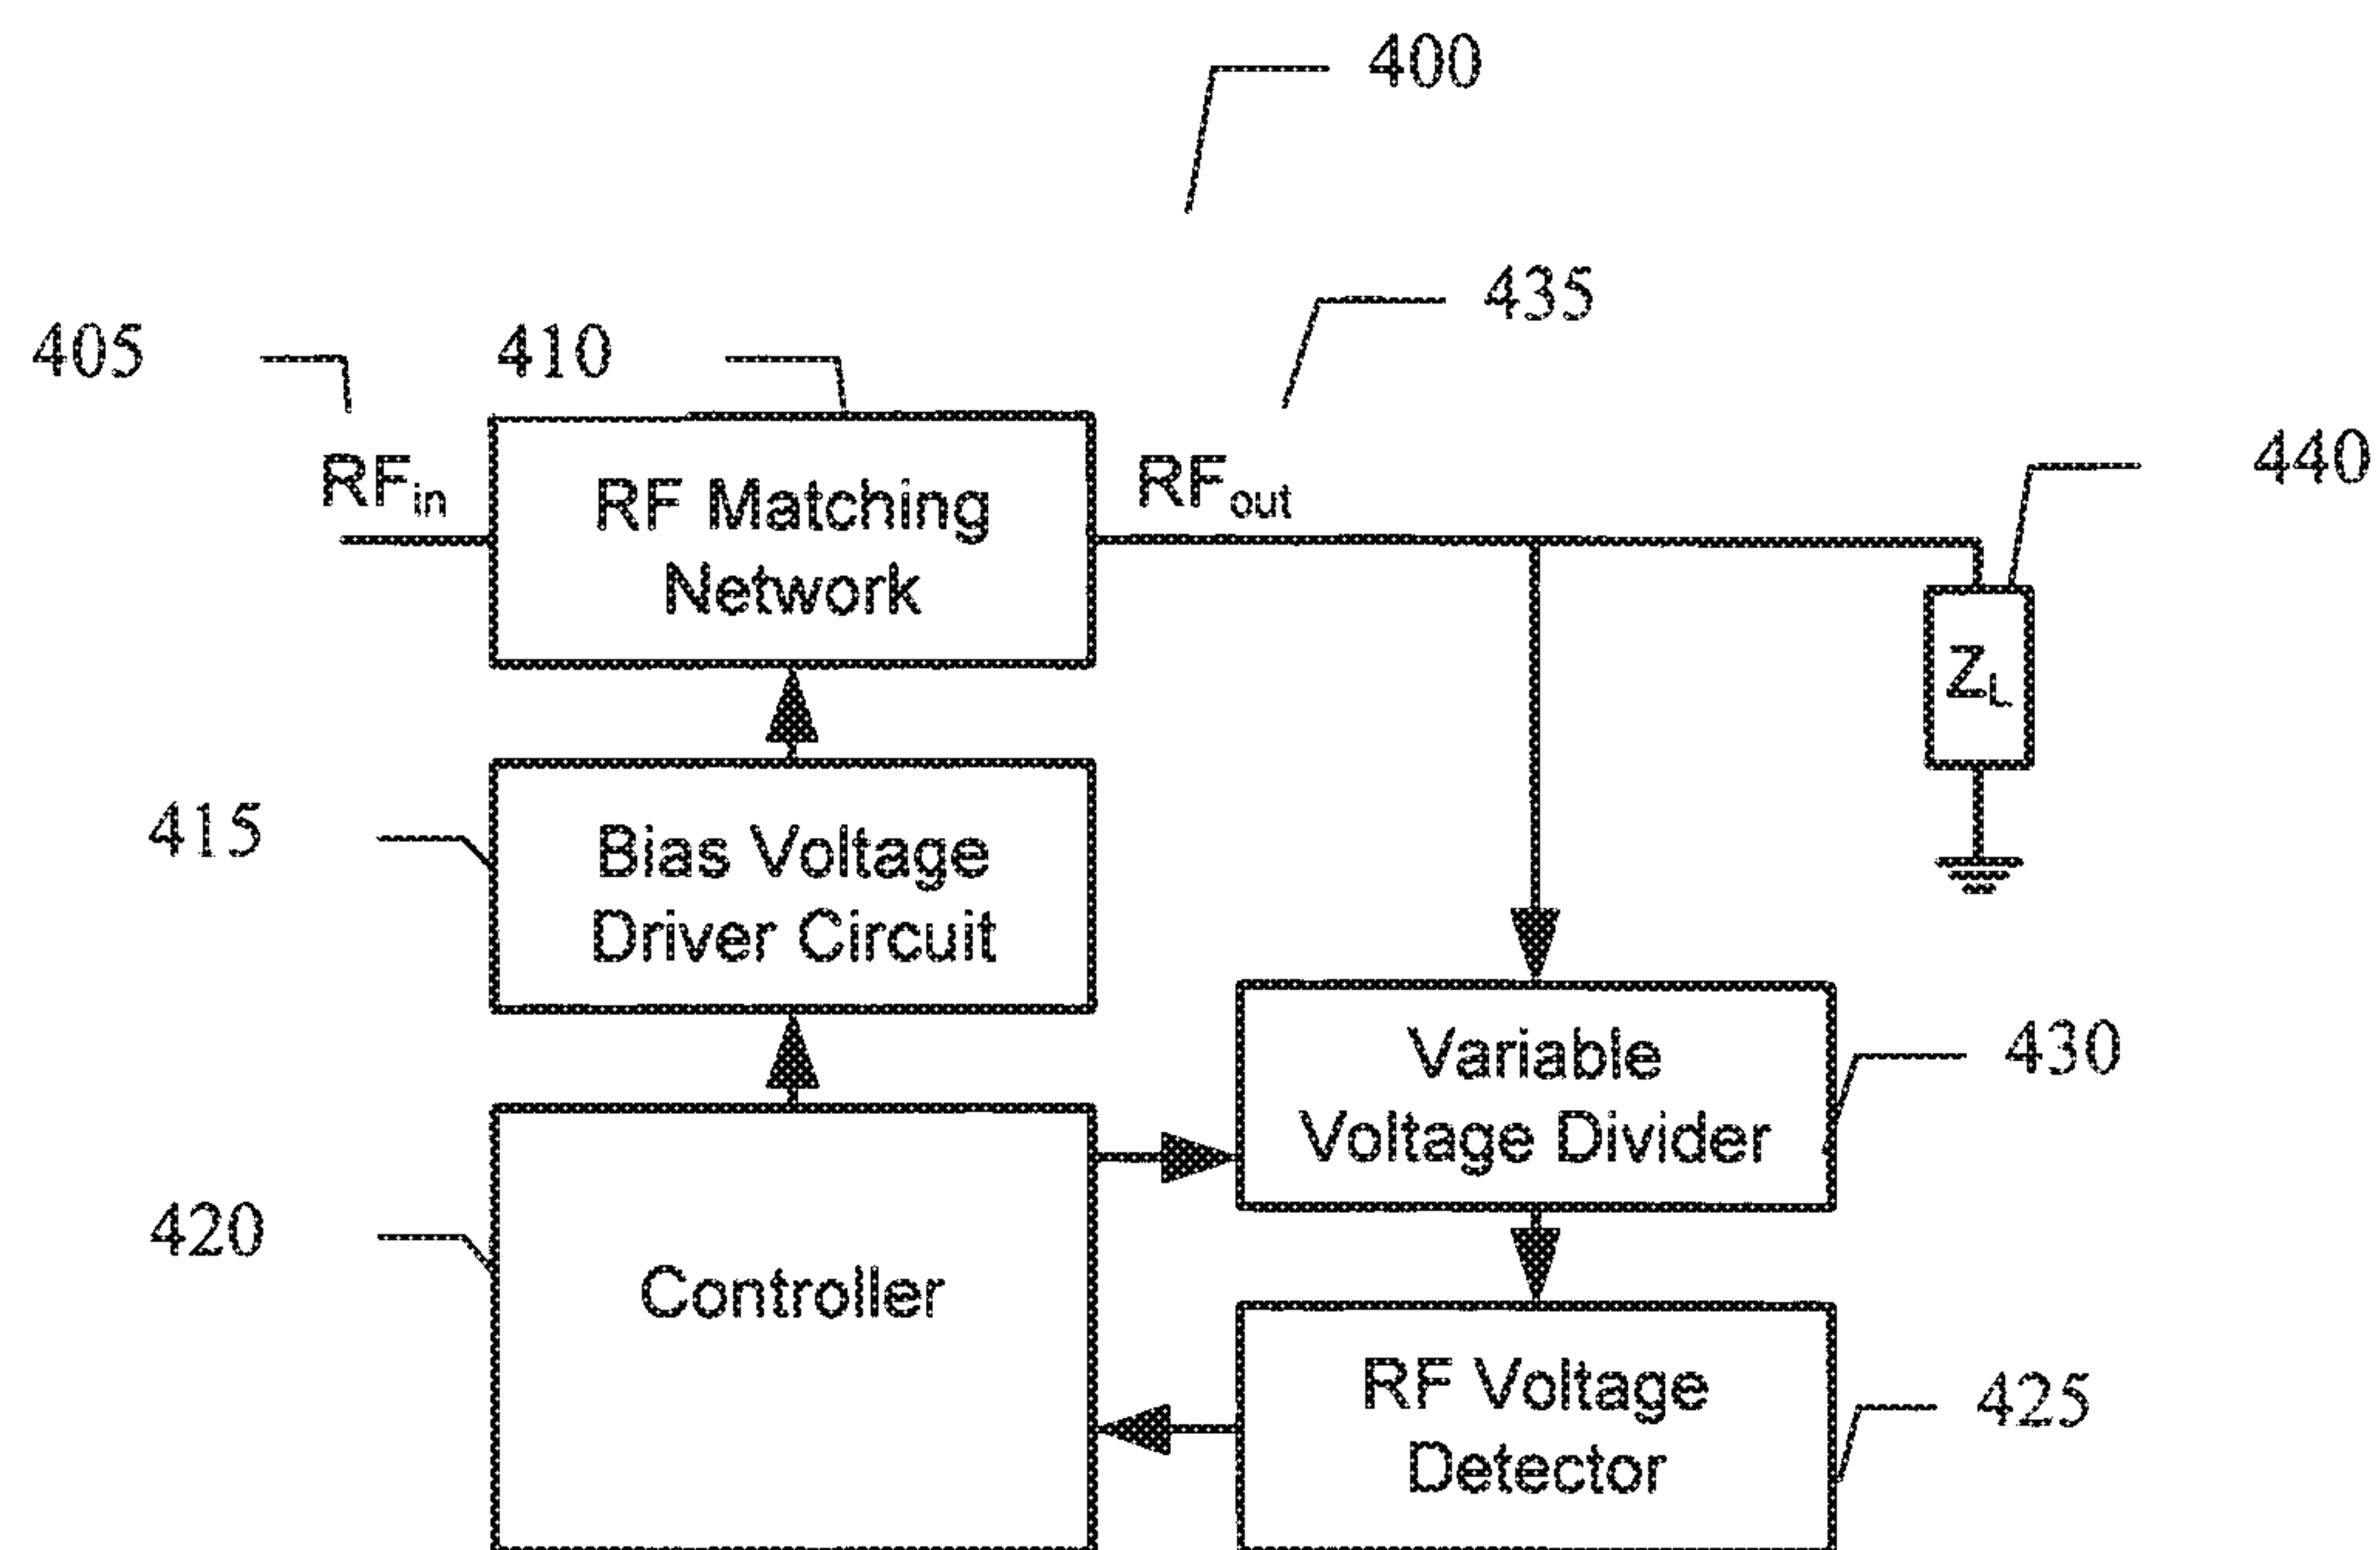 400
435
405
410
440
RFin
RF Matching
Network
RFout
ZL
415
Bias Voltage
Driver Circuit
Variable
Voltage Divider
430
420
Controller
RF Voltage
Detector
425